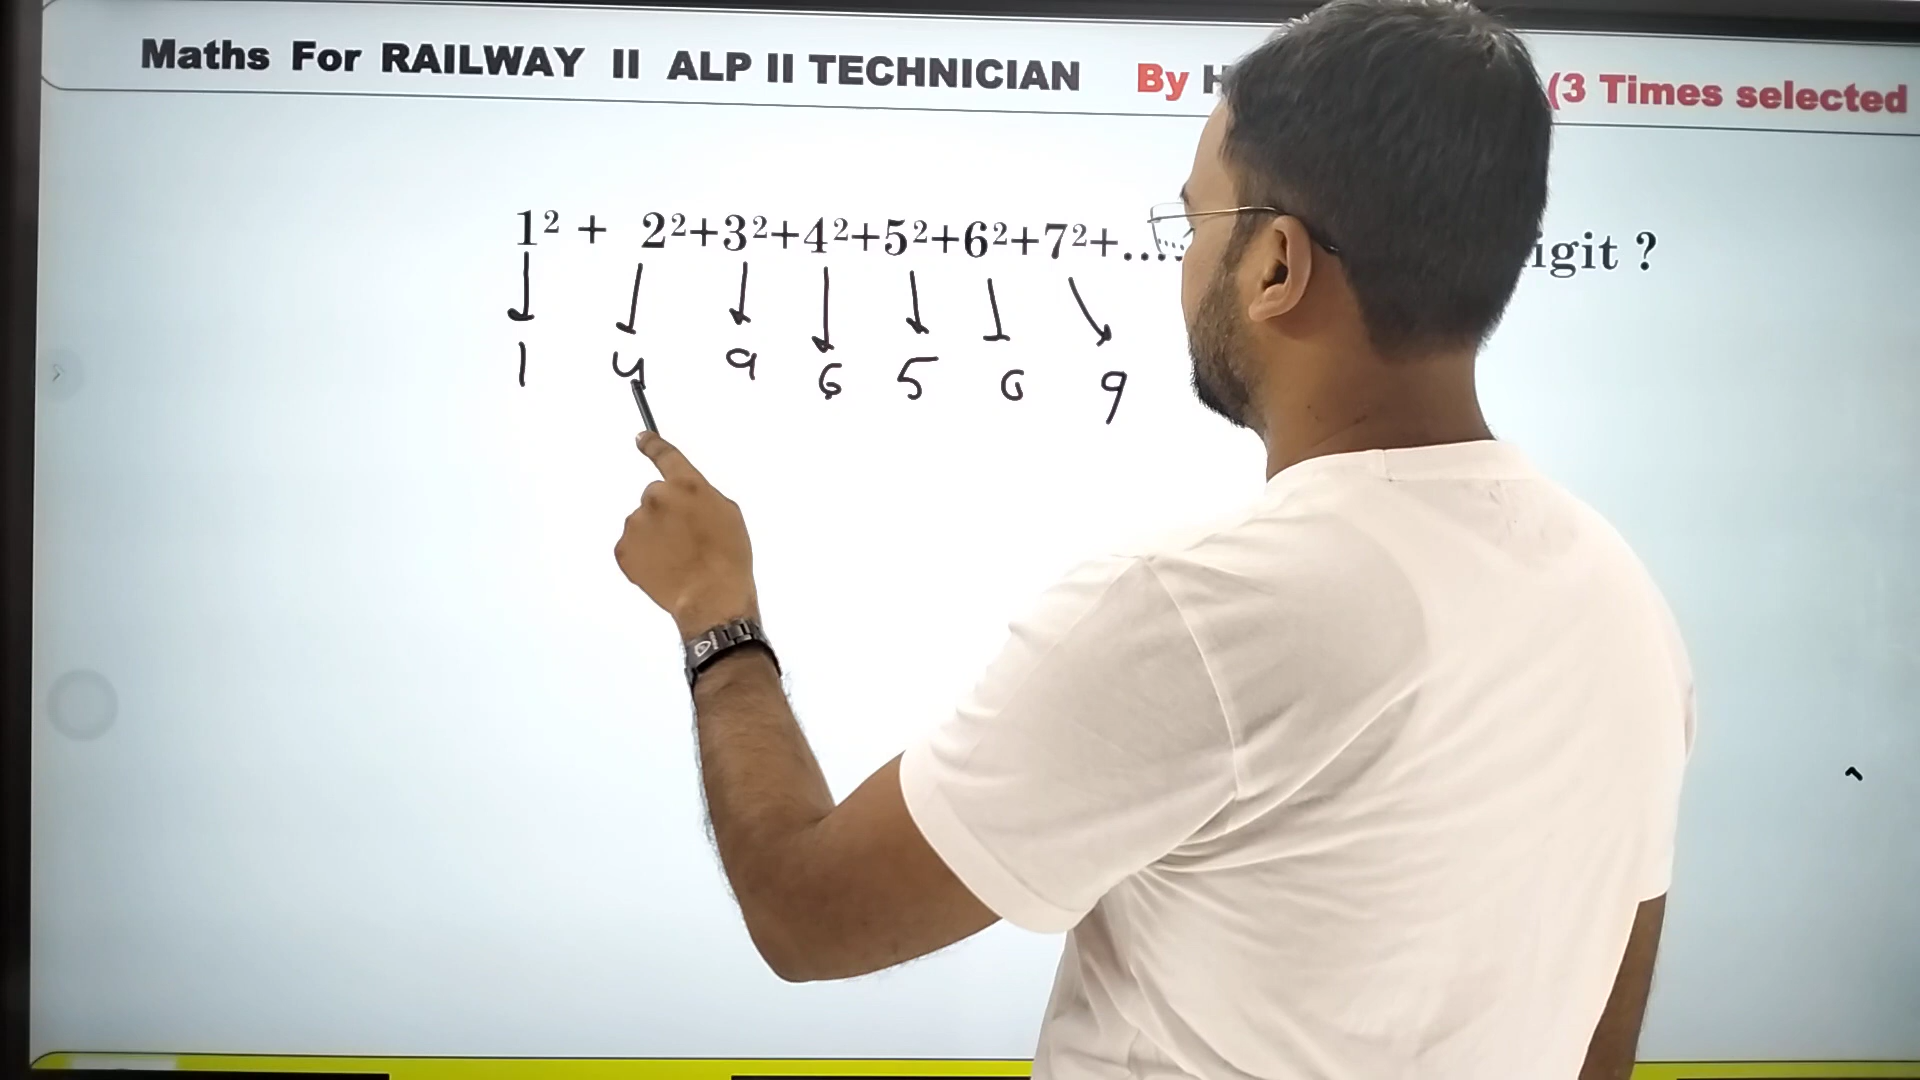 Maths For RAILWAY II ALP II TECHNICIAN By (3 Times selected
1² + 2²+3²+4²+5²+6²+7²+.... igit ?
1 4 9 6 5 6 9